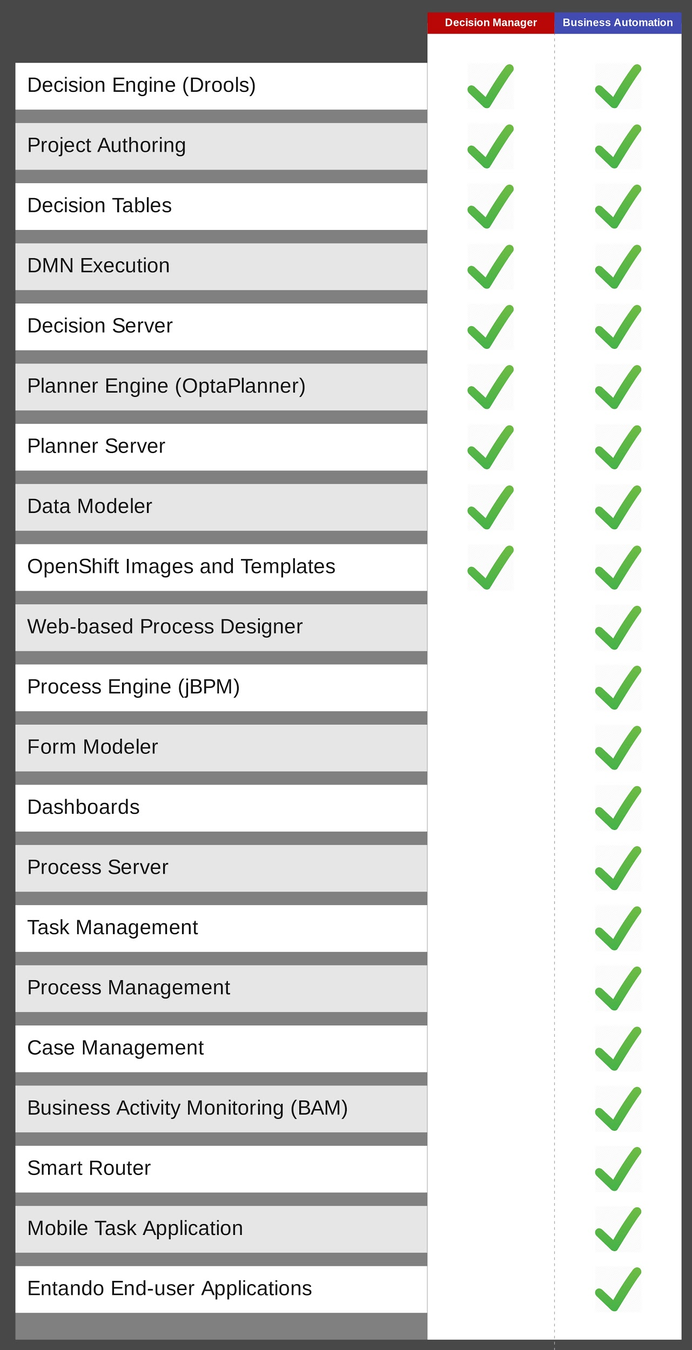 Decision Manager Business Automation
Decision Engine (Drools)
Project Authoring
Decision Tables
DMN Execution
Decision Server
Planner Engine (OptaPlanner)
Planner Server
Data Modeler
OpenShift Images and Templates
Web-based Process Designer
Process Engine (jBPM)
Form Modeler
Dashboards
Process Server
Task Management
Process Management
Case Management
Business Activity Monitoring (BAM)
Smart Router
Mobile Task Application
Entando End-user Applications